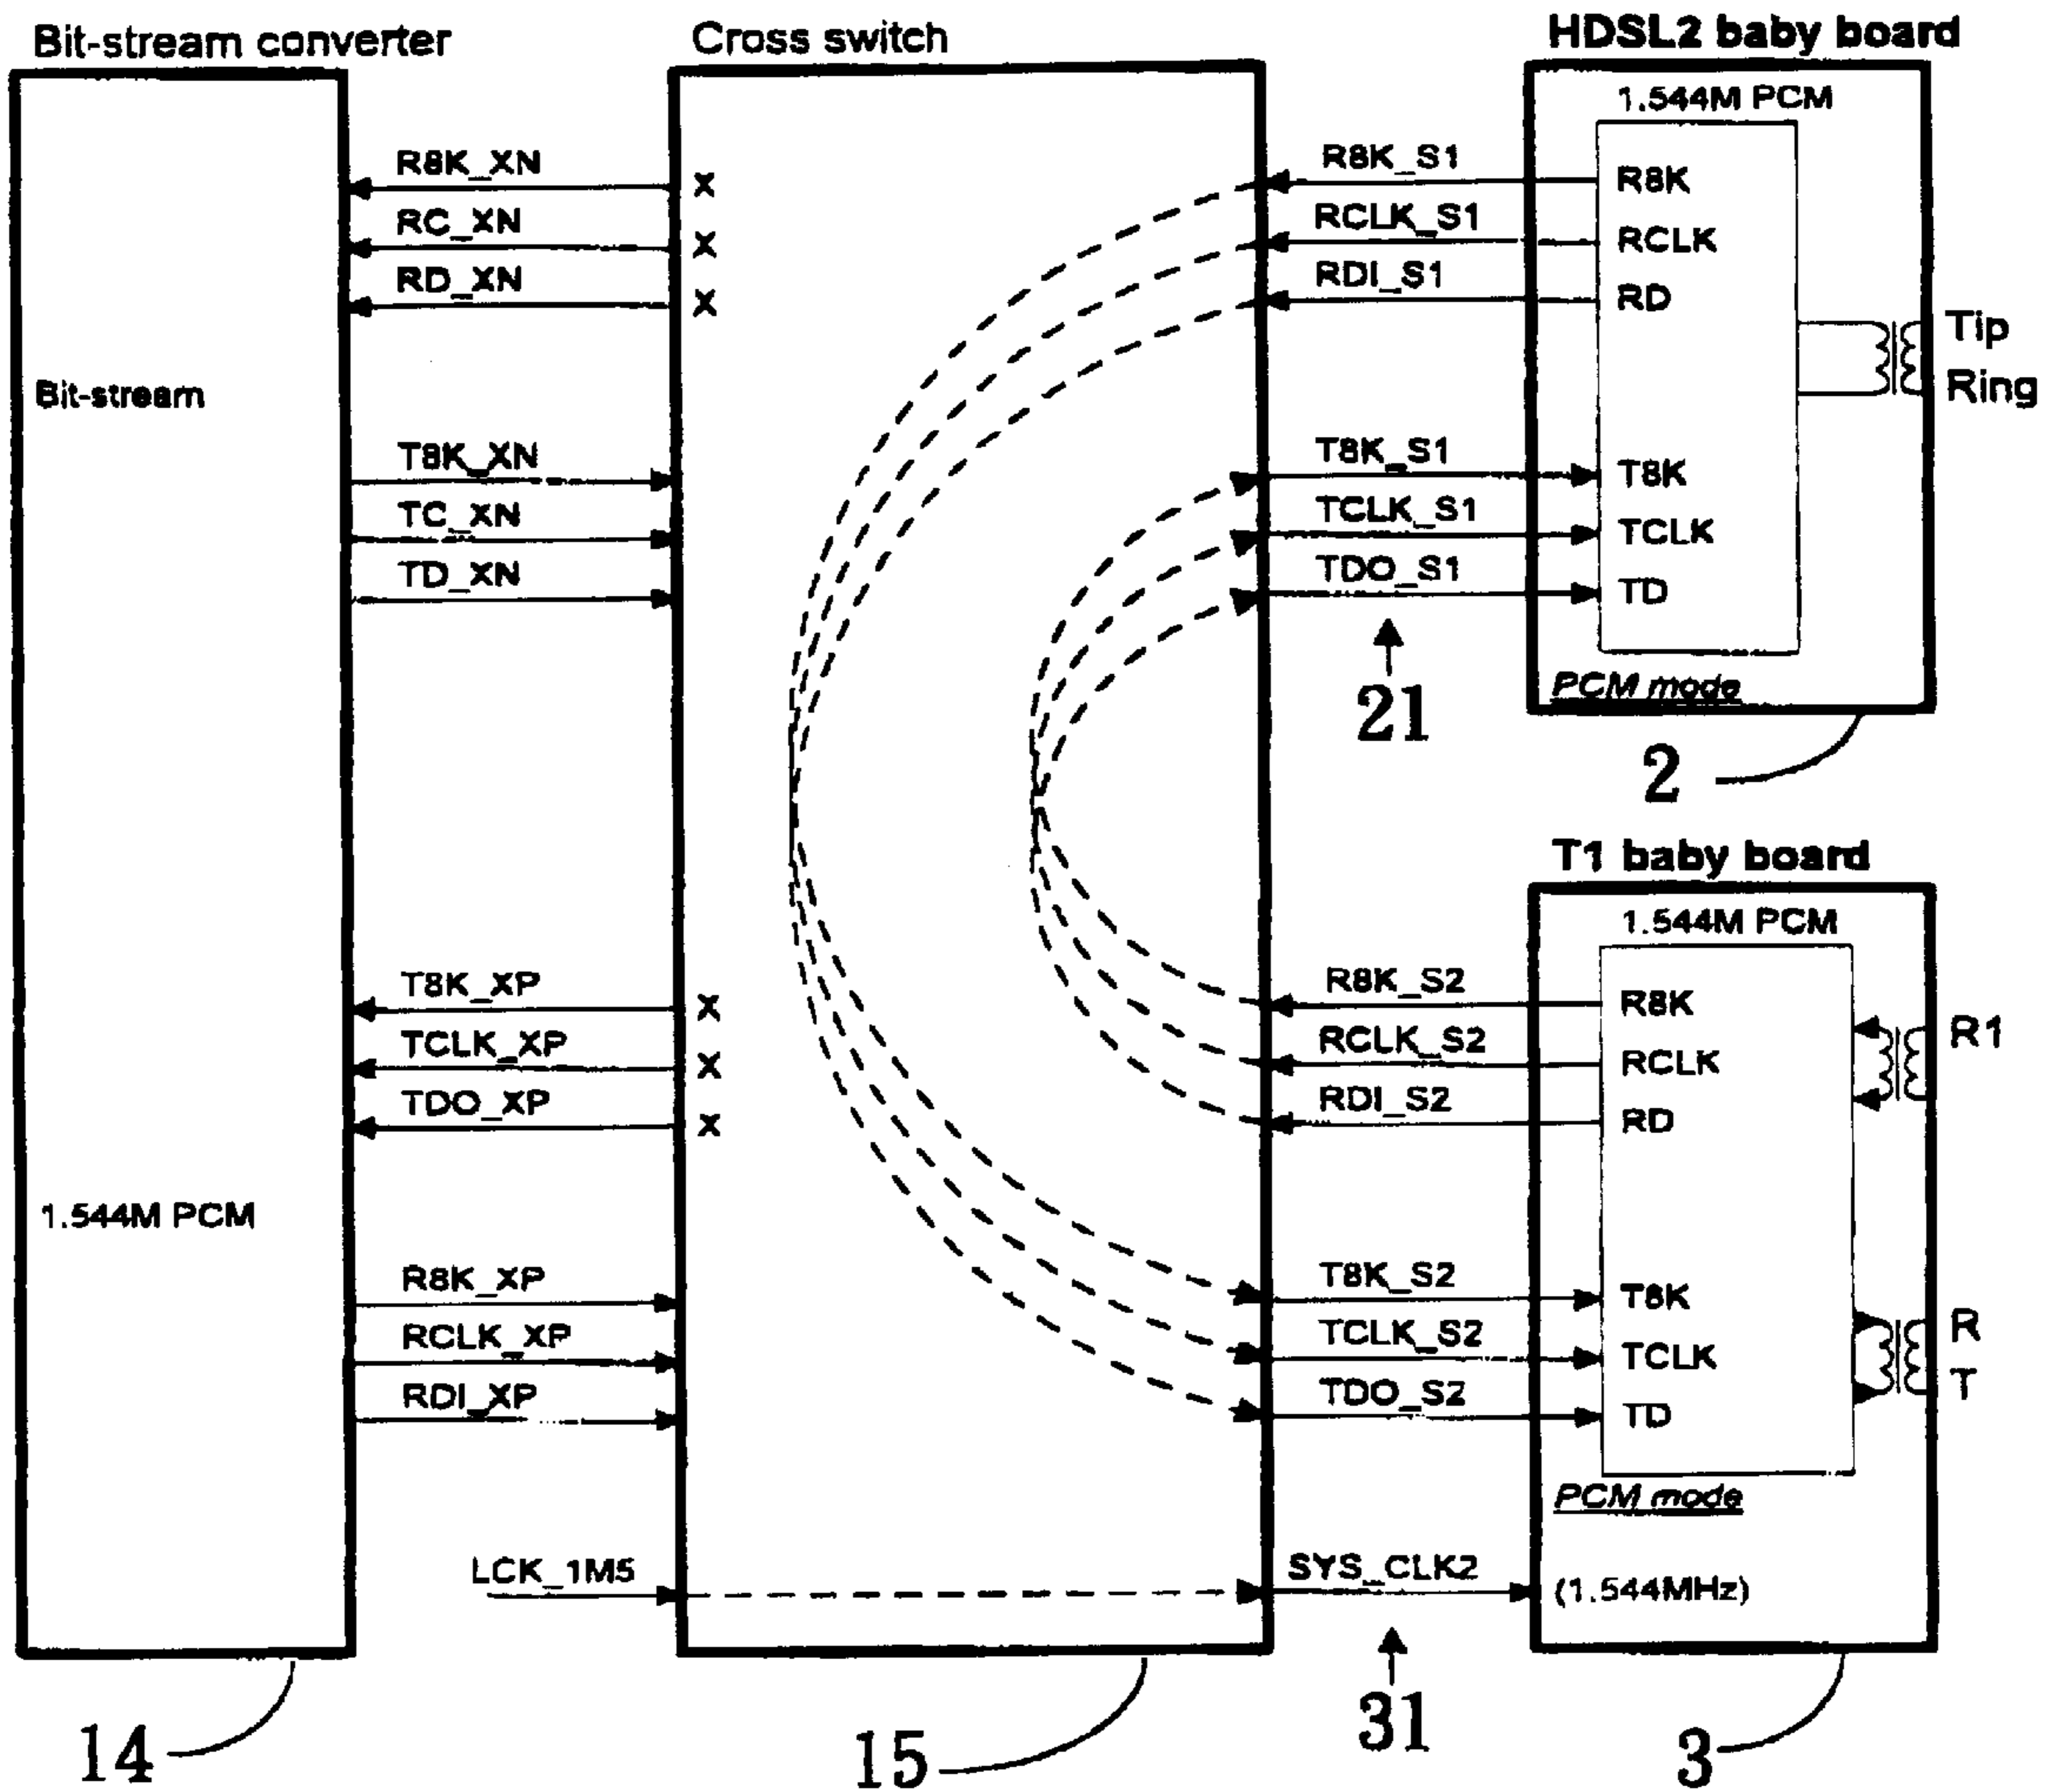 Bit-stream converter
Cross switch
HDSL2 baby board
1.544M PCM
R8K_XN
X
R8K_S1
R8K
RC_XN
X
RCLK_S1
RCLK
RD_XN
X
RDI_S1
RD
Tip
Ring
Bit-stream
T8K_XN
T8K_S1
T8K
TC_XN
TCLK_S1
TCLK
TD_XN
TDO_S1
TD
PCM mode
21
2
T1 baby board
1.544M PCM
T8K_XP
X
R8K_S2
R8K
R1
TCLK_XP
X
RCLK_S2
RCLK
TDO_XP
X
RDI_S2
RD
1.544M PCM
R8K_XP
T8K_S2
T8K
R
RCLK_XP
TCLK_S2
TCLK
T
RDI_XP
TDO_S2
TD
PCM mode
LCK_1M5
SYS_CLK2
(1.544MHz)
14
15
31
3